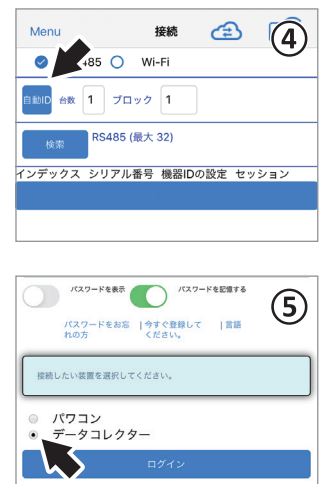 Menu 接続 ④
485 Wi-Fi
自動ID 台数 1 ブロック 1
検索 RS485 (最大 32)
インデックス シリアル番号 機器IDの設定 セッション
パスワードを表示 パスワードを記憶する ⑤
パスワードをお忘れの方 | 今すぐ登録してください。 | 言語
接続したい装置を選択してください。
パワコン
データコレクター
ログイン